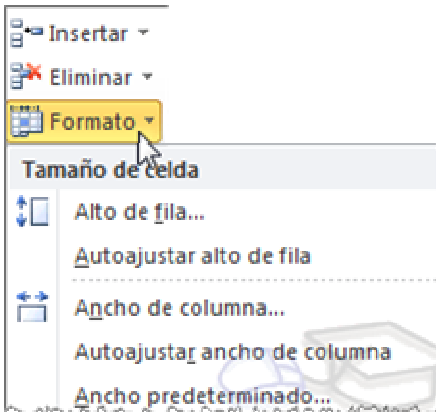 Insertar
Eliminar
Formato
Tamaño de celda
Alto de fila...
Autoajustar alto de fila
Ancho de columna...
Autoajustar ancho de columna
Ancho predeterminado...